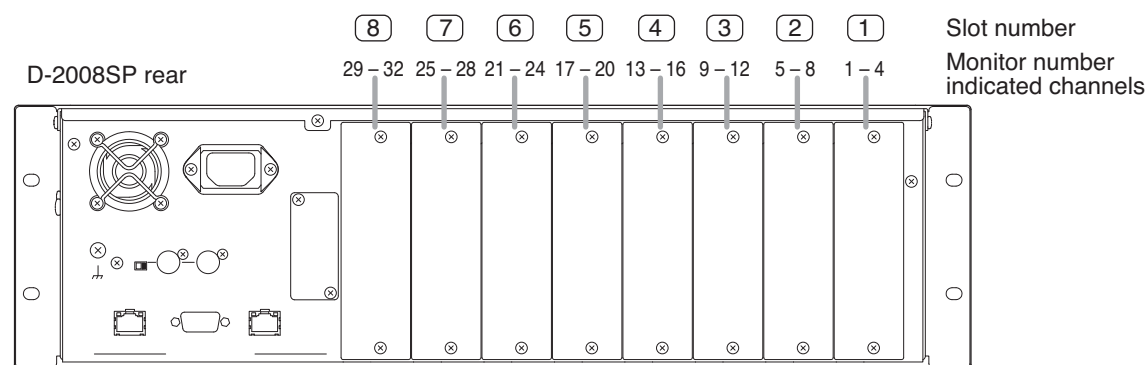 8 7 6 5 4 3 2 1 Slot number
29 – 32 25 – 28 21 – 24 17 – 20 13 – 16 9 – 12 5 – 8 1 – 4 Monitor number
indicated channels
D-2008SP rear